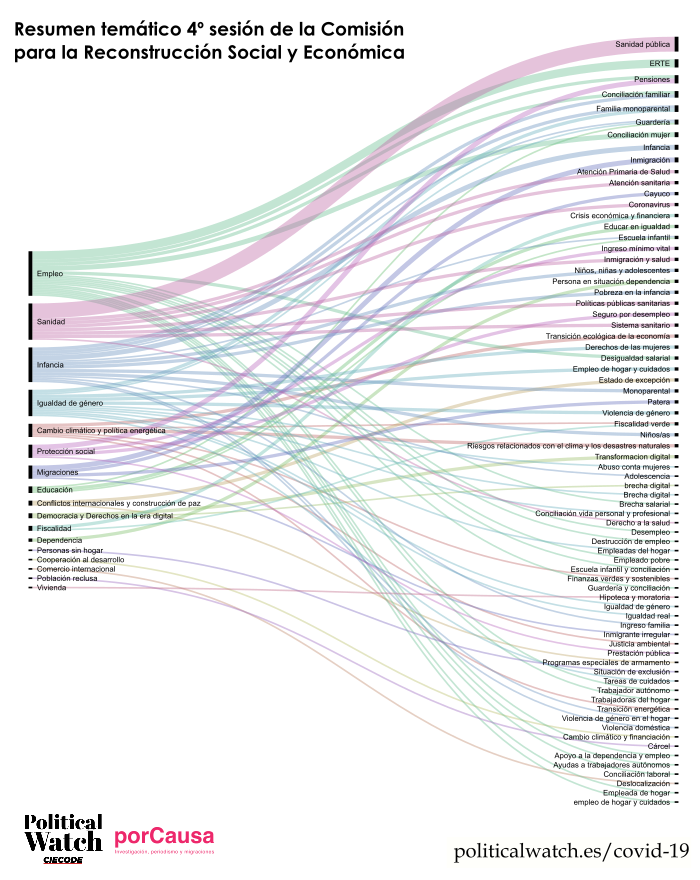 Resumen temático 4º sesión de la Comisión
para la Reconstrucción Social y Económica
Empleo
Sanidad
Infancia
Igualdad de género
Cambio climático y política energética
Protección social
Migraciones
Educación
Conflictos internacionales y construcción de paz
Democracia y Derechos en la era digital
Fiscalidad
Dependencia
Personas sin hogar
Cooperación al desarrollo
Comercio internacional
Población reclusa
Vivienda
Sanidad pública
ERTE
Pensiones
Conciliación familiar
Familia monoparental
Guardería
Conciliación mujer
Infancia
Inmigración
Atención Primaria de Salud
Atención sanitaria
Cayuco
Coronavirus
Crisis económica y financiera
Educar en igualdad
Escuela infantil
Ingreso mínimo vital
Inmigración y salud
Niños, niñas y adolescentes
Persona en situación dependencia
Pobreza en la infancia
Políticas públicas sanitarias
Seguro por desempleo
Sistema sanitario
Transición ecológica de la economía
Derechos de las mujeres
Desigualdad salarial
Empleo de hogar y cuidados
Estado de excepción
Monoparental
Patera
Violencia de género
Fiscalidad verde
Niños/as
Riesgos relacionados con el clima y los desastres naturales
Transformacion digital
Abuso conta mujeres
Adolescencia
brecha digital
Brecha digital
Brecha salarial
Conciliación vida personal y profesional
Derecho a la salud
Desempleo
Destrucción de empleo
Empleadas del hogar
Empleado pobre
Escuela infantil y conciliación
Finanzas verdes y sostenibles
Guardería y conciliación
Hipoteca y moratoria
Igualdad de género
Igualdad real
Ingreso familia
Inmigrante irregular
Justicia ambiental
Prestación pública
Programas especiales de armamento
Situación de exclusión
Tareas de cuidados
Trabajador autónomo
Trabajadoras del hogar
Transición energética
Violencia de género en el hogar
Violencia doméstica
Cambio climático y financiación
Cárcel
Apoyo a la dependencia y empleo
Ayudas a trabajadores autónomos
Conciliación laboral
Deslocalización
Empleada de hogar
empleo de hogar y cuidados
Political
Watch
CIECODE
porCausa
Investigación, periodismo y migraciones
politicalwatch.es/covid-19